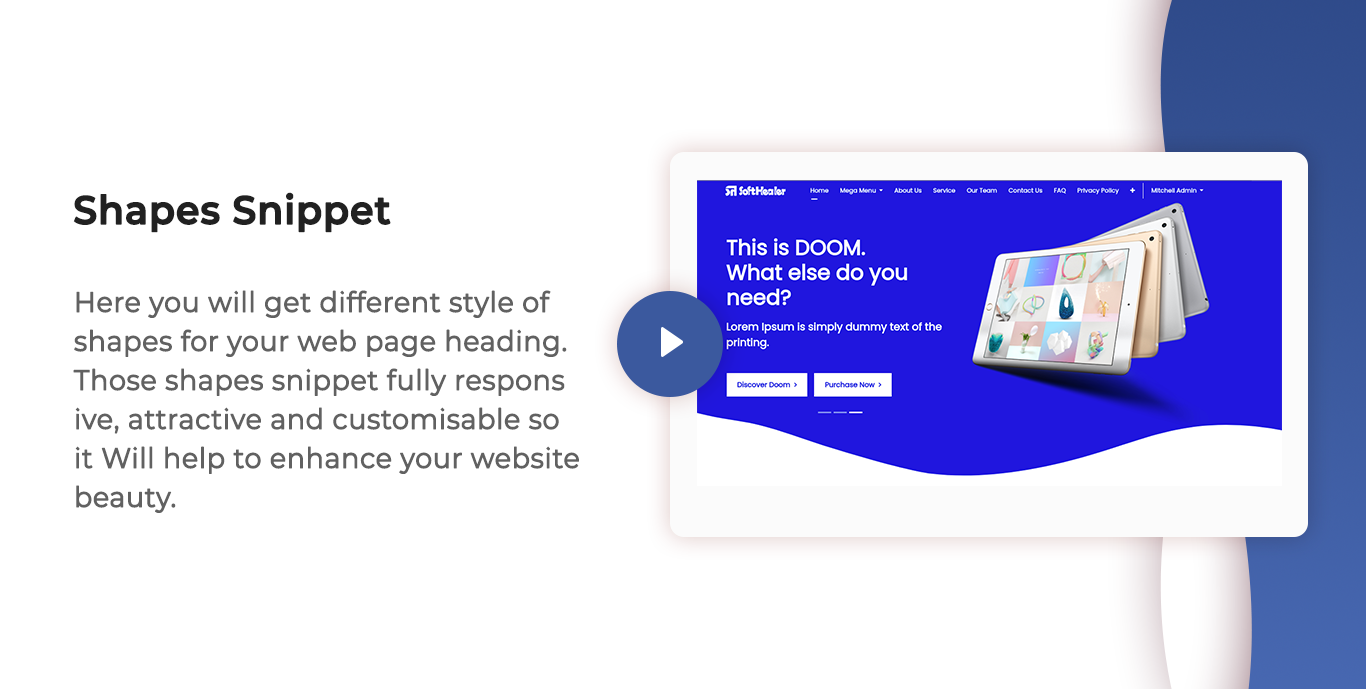 Shapes Snippet
Here you will get different style of
shapes for your web page heading.
Those shapes snippet fully respons
ive, attractive and customisable so
it Will help to enhance your website
beauty.
SoftHealer Home Mega Menu About Us Service Our Team Contact Us FAQ Privacy Policy + Mitchell Admin
This is DOOM.
What else do you
need?
Lorem Ipsum is simply dummy text of the
printing.
Discover Doom > Purchase Now >